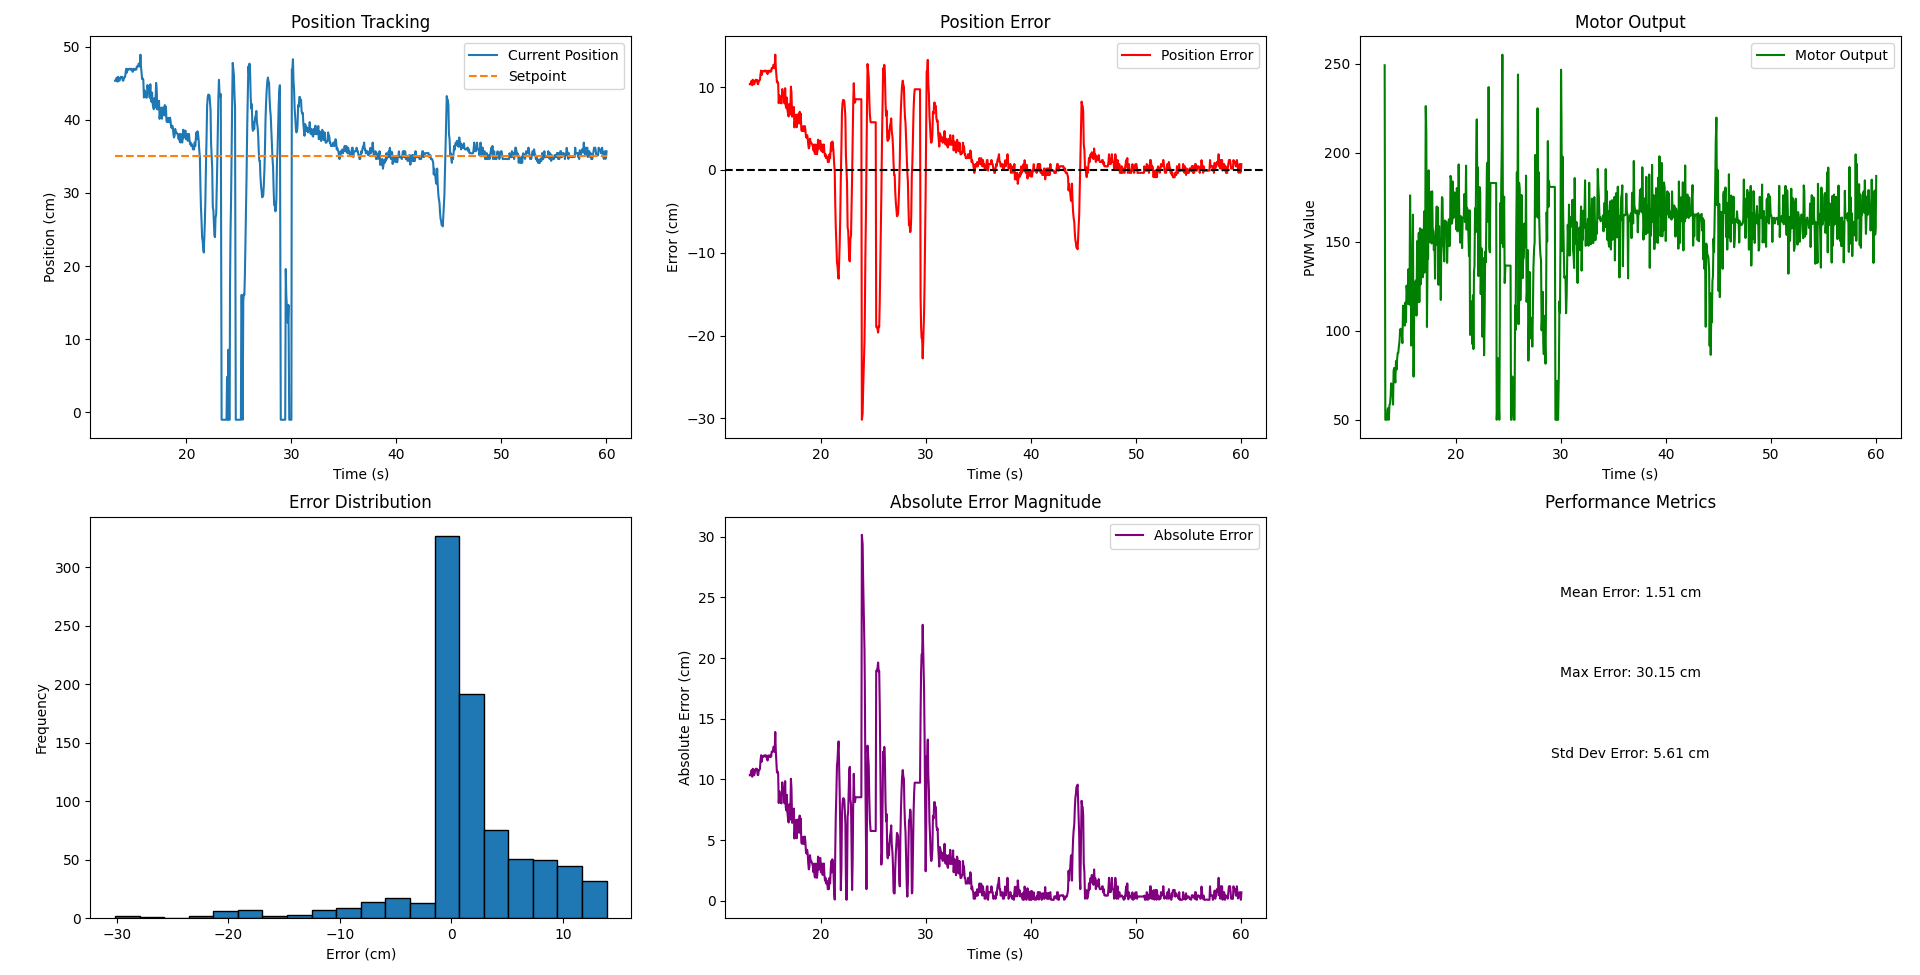 Position Tracking
50
40
30
20
10
0
Position (cm)
20
30
40
50
60
Time (s)
Current Position
Setpoint
Position Error
10
0
−10
−20
−30
Error (cm)
20
30
40
50
60
Time (s)
Position Error
Motor Output
250
200
150
100
50
PWM Value
20
30
40
50
60
Time (s)
Motor Output
Error Distribution
300
250
200
150
100
50
0
Frequency
−30
−20
−10
0
10
Error (cm)
Absolute Error Magnitude
30
25
20
15
10
5
0
Absolute Error (cm)
20
30
40
50
60
Time (s)
Absolute Error
Performance Metrics
Mean Error: 1.51 cm
Max Error: 30.15 cm
Std Dev Error: 5.61 cm